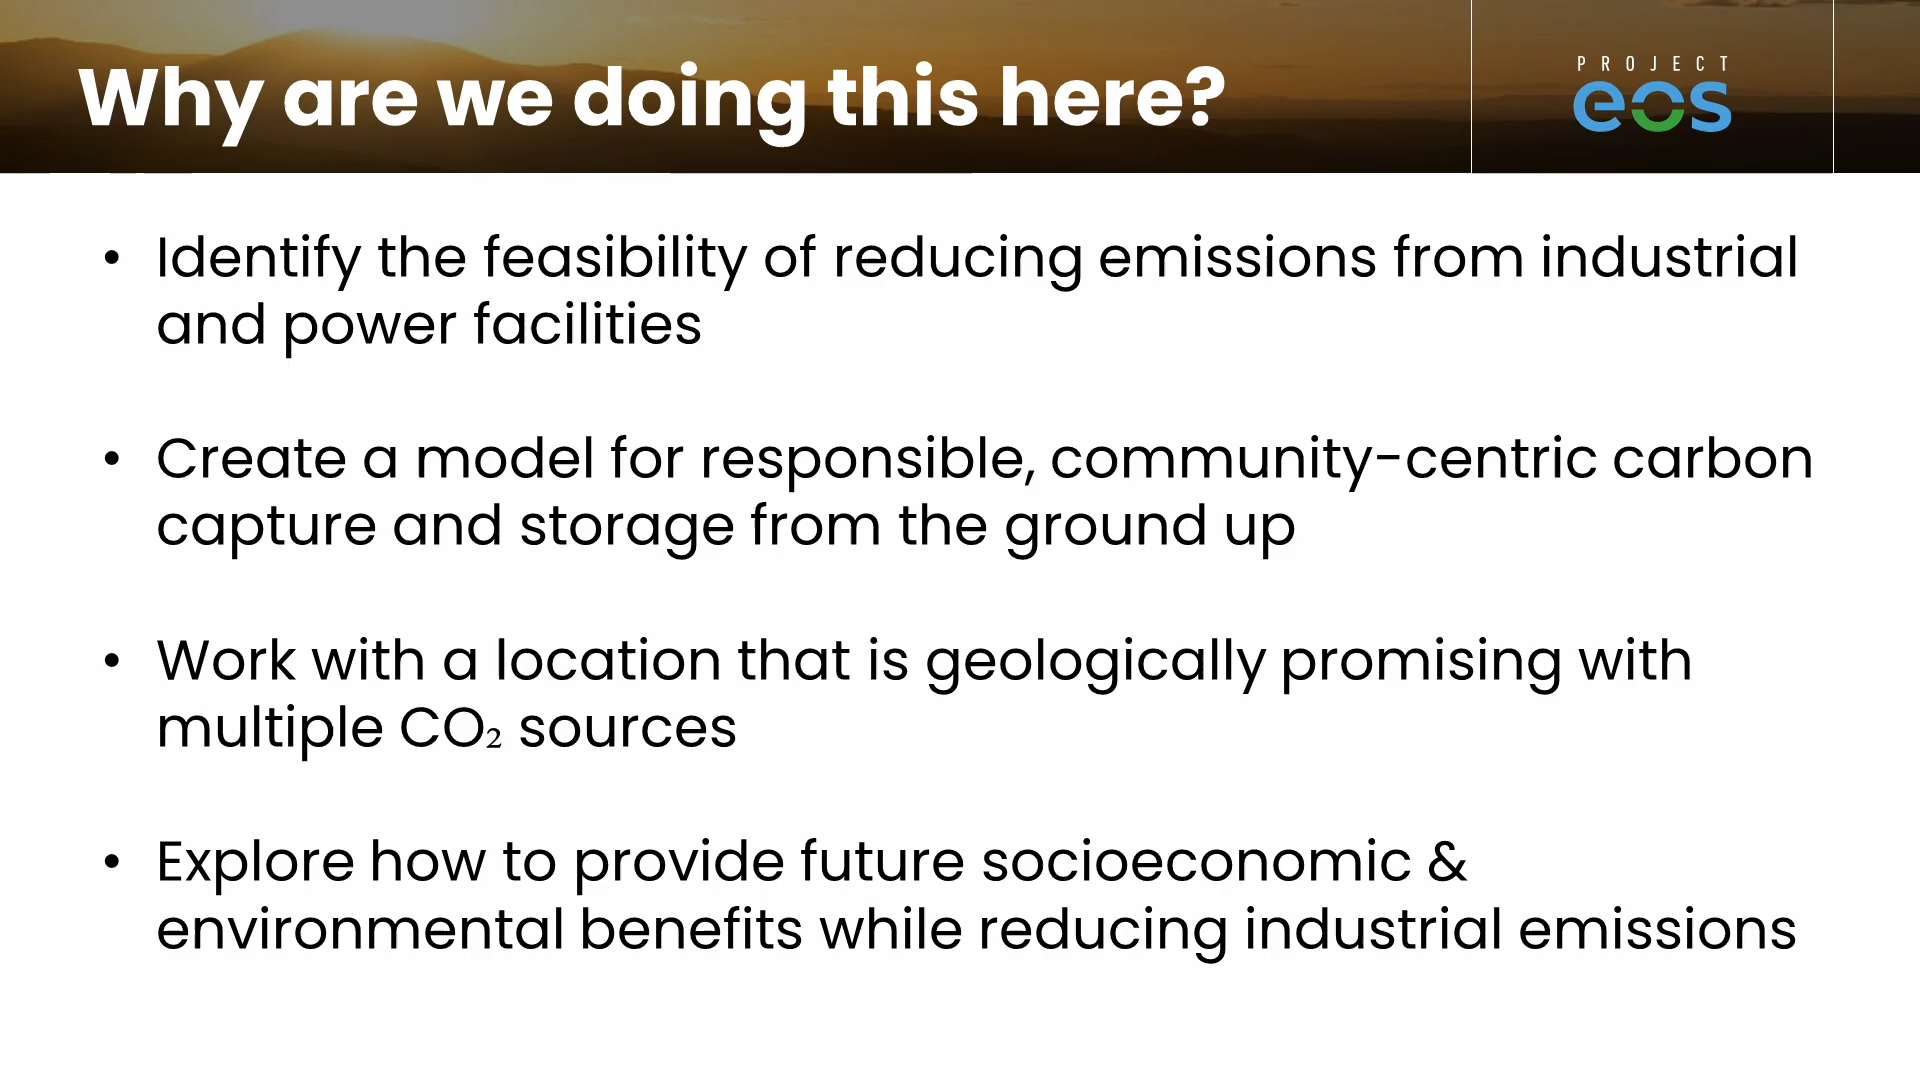 Why are we doing this here?
PROJECT
eos
• Identify the feasibility of reducing emissions from industrial
and power facilities
• Create a model for responsible, community-centric carbon
capture and storage from the ground up
• Work with a location that is geologically promising with
multiple CO₂ sources
• Explore how to provide future socioeconomic &
environmental benefits while reducing industrial emissions